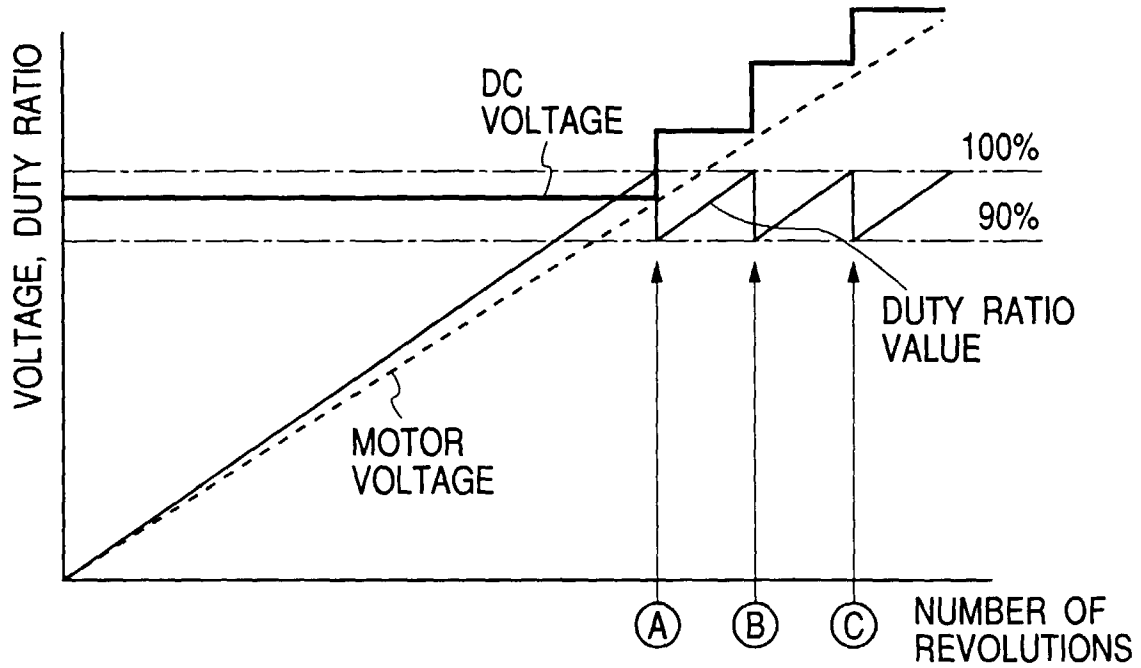 VOLTAGE, DUTY RATIO
DC
VOLTAGE
100%
90%
DUTY RATIO
VALUE
MOTOR
VOLTAGE
A
B
C
NUMBER OF
REVOLUTIONS